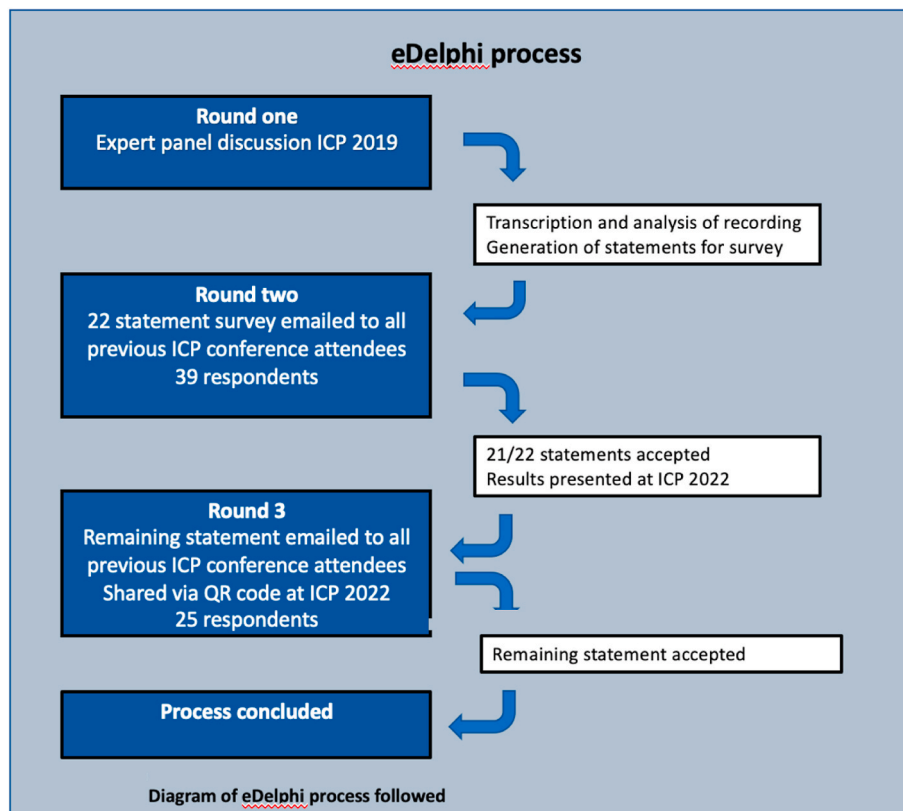 eDelphi process
Round one
Expert panel discussion ICP 2019
Transcription and analysis of recording
Generation of statements for survey
Round two
22 statement survey emailed to all
previous ICP conference attendees
39 respondents
21/22 statements accepted
Results presented at ICP 2022
Round 3
Remaining statement emailed to all
previous ICP conference attendees
Shared via QR code at ICP 2022
25 respondents
Remaining statement accepted
Process concluded
Diagram of eDelphi process followed